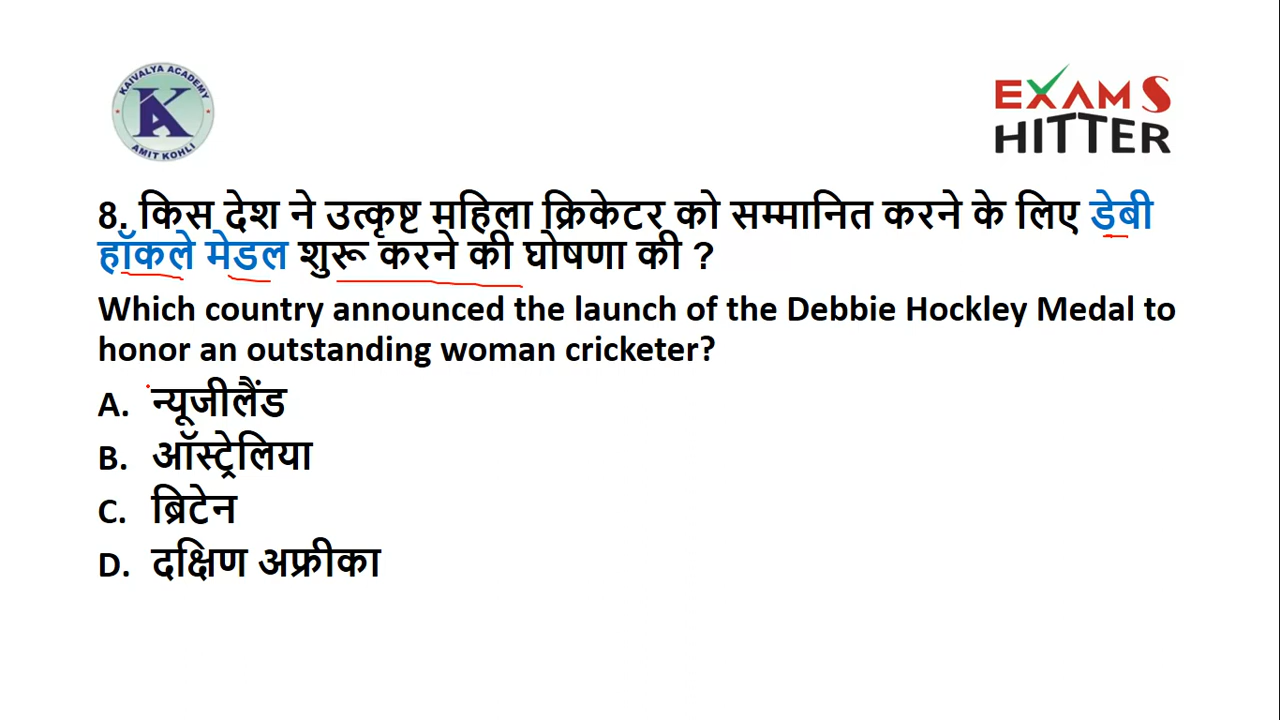 KAIVALYA ACADEMY
KA
AMIT KOHLI
EXAMS
HITTER
8. किस देश ने उत्कृष्ट महिला क्रिकेटर को सम्मानित करने के लिए डेबी
हॉकले मेडल शुरू करने की घोषणा की ?
Which country announced the launch of the Debbie Hockley Medal to
honor an outstanding woman cricketer?
A. न्यूजीलैंड
B. ऑस्ट्रेलिया
C. ब्रिटेन
D. दक्षिण अफ्रीका